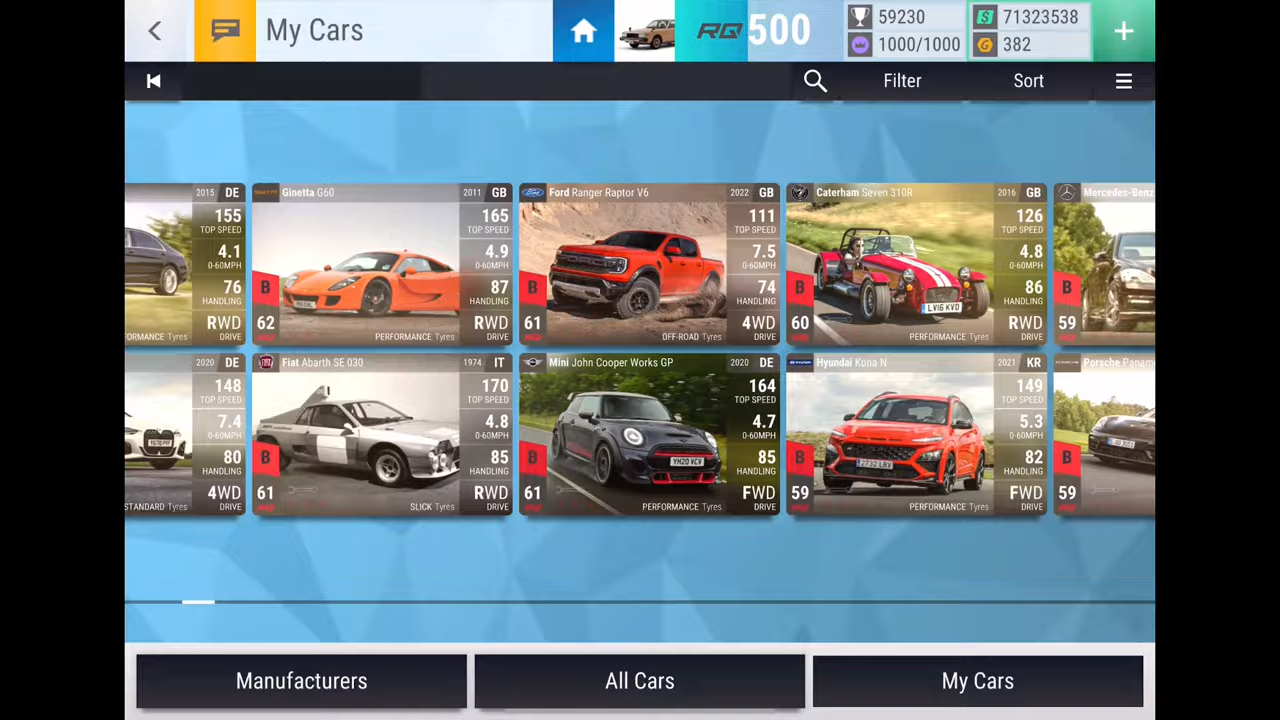 My Cars
RQ 500
59230
1000/1000
71323538
382
+
Filter
Sort
2015 DE
155
TOP SPEED
4.1
0-60MPH
76
HANDLING
RWD
DRIVE
ORMANCE Tyres
Ginetta G60
2011 GB
165
TOP SPEED
4.9
0-60MPH
87
HANDLING
RWD
DRIVE
B
62
PERFORMANCE Tyres
Ford Ranger Raptor V6
2022 GB
111
TOP SPEED
7.5
0-60MPH
74
HANDLING
4WD
DRIVE
B
61
OFF-ROAD Tyres
Caterham Seven 310R
2016 GB
126
TOP SPEED
4.8
0-60MPH
86
HANDLING
RWD
DRIVE
B
60
LV16 KVO
PERFORMANCE Tyres
Mercedes-Benz
B
59
2020 DE
148
TOP SPEED
7.4
0-60MPH
80
HANDLING
4WD
DRIVE
STANDARD Tyres
Fiat Abarth SE 030
1974 IT
170
TOP SPEED
4.8
0-60MPH
85
HANDLING
RWD
DRIVE
B
61
SLICK Tyres
Mini John Cooper Works GP
2020 DE
164
TOP SPEED
4.7
0-60MPH
85
HANDLING
FWD
DRIVE
B
61
YH20 VCV
PERFORMANCE Tyres
Hyundai Kona N
2021 KR
149
TOP SPEED
5.3
0-60MPH
82
HANDLING
FWD
DRIVE
B
59
PERFORMANCE Tyres
Porsche Panam
B
59
Manufacturers
All Cars
My Cars